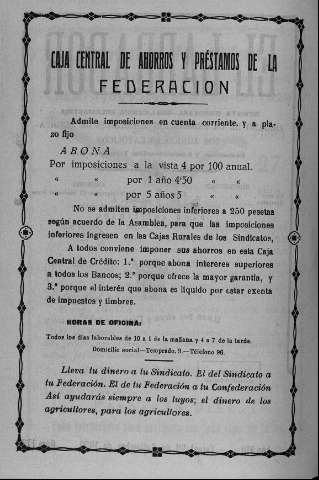 CAJA CENTRAL DE AHORROS Y PRÉSTAMOS DE LA
FEDERACION
Admite imposiciones en cuenta corriente, y a pla-
zo fijo
ABONA
Por imposiciones a la vista 4 por 100 anual.
« « por 1 año 4'50 « «
« « por 5 años 5 « «
No se admiten imposiciones inferiores a 250 pesetas
según acuerdo de la Asamblea, para que las imposiciones
inferiores ingresen en las Cajas Rurales de los Sindicatos,
A todos conviene imponer sus ahorros en esta Caja
Central de Crédito: 1.º porque abona intereres superiores
a todos los Bancos; 2.º porque ofrece la mayor garantía, y
3.º porque el interés que abona es líquido por estar exenta
de impuestos y timbres.
HORAS DE OFICINA:
Todos los días laborables de 10 a 1 de la mañana y 4 a 7 de la tarde.
Domicilio social—Temprado, 9.—Téléfono 96.
Lleva tu dinero a tu Sindicato. El del Sindicato a
tu Federación. El de tu Federación a tu Confederación
Así ayudarás siempre a los tuyos; el dinero de los
agricultores, para los agricultores.